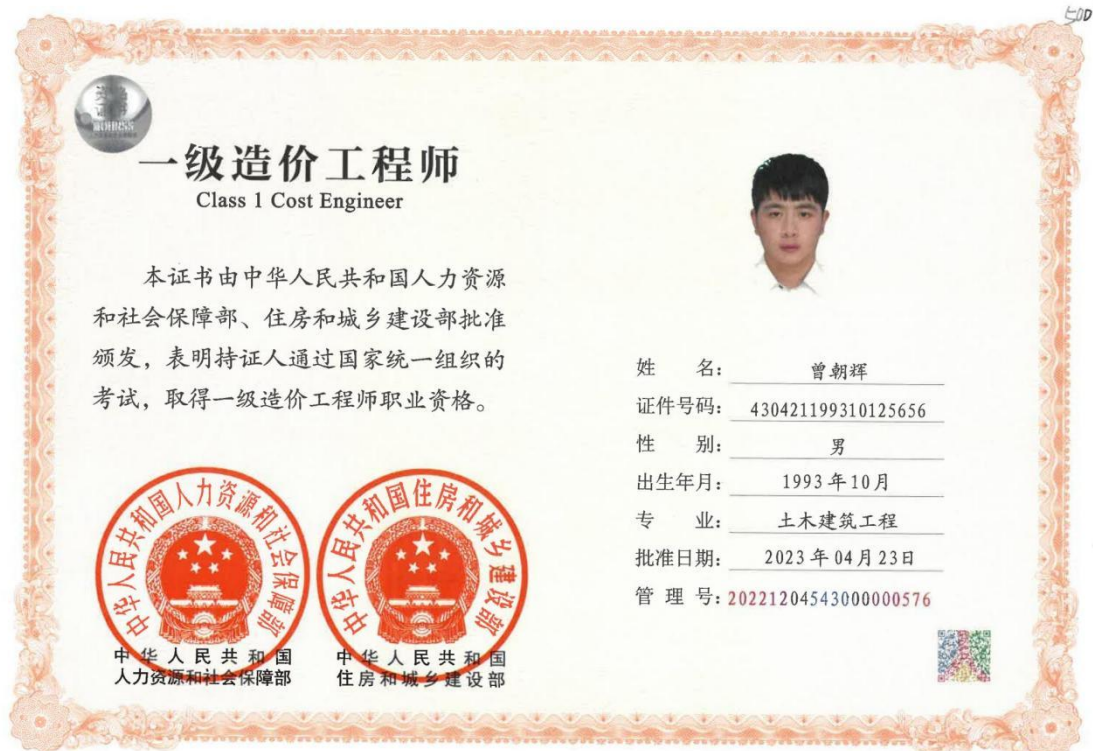 500
一级造价工程师
Class 1 Cost Engineer
本证书由中华人民共和国人力资源
和社会保障部、住房和城乡建设部批准
颁发，表明持证人通过国家统一组织的
考试，取得一级造价工程师职业资格。
姓 名： 曾朝辉
证件号码： 430421199310125656
性 别： 男
出生年月： 1993年10月
专 业： 土木建筑工程
批准日期： 2023年04月23日
管 理 号： 20221204543000000576
中华人民共和国人力资源和社会保障部
中华人民共和国住房和城乡建设部
中华人民共和国
人力资源和社会保障部
中华人民共和国
住房和城乡建设部